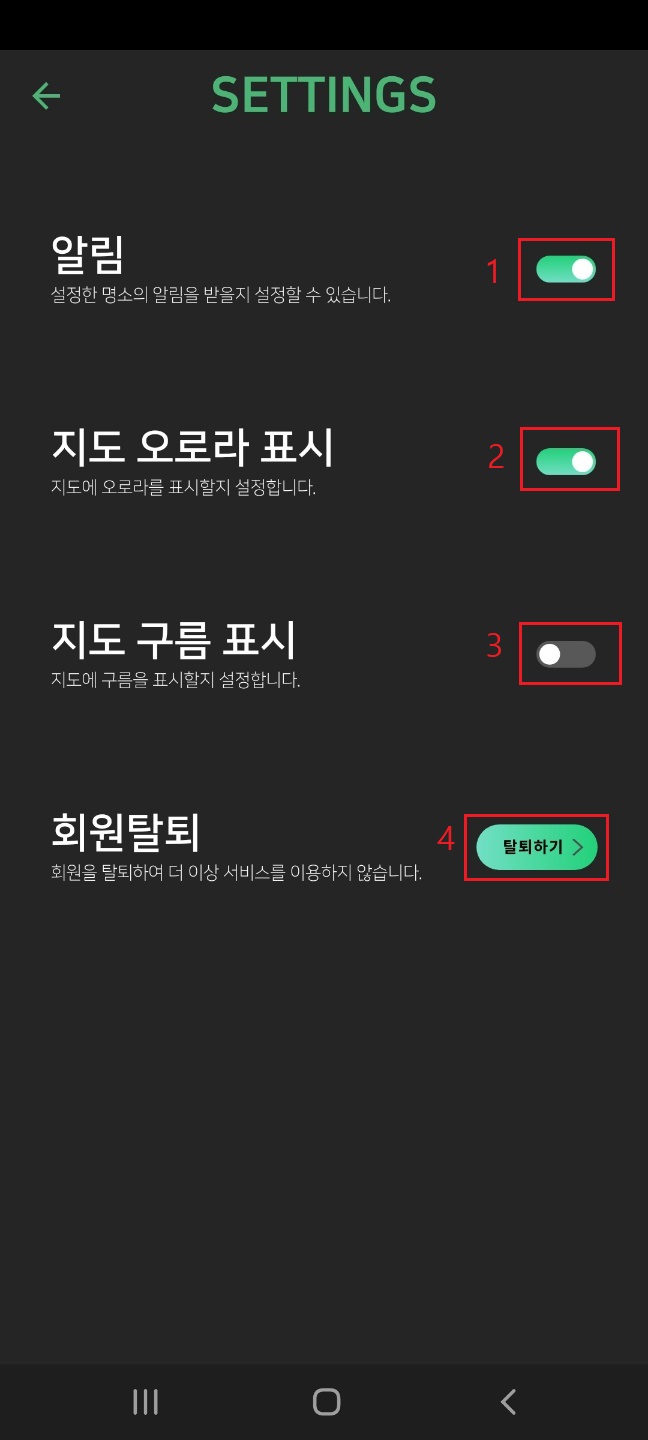 SETTINGS
알림
1
설정한 명소의 알림을 받을지 설정할 수 있습니다.
지도 오로라 표시
2
지도에 오로라를 표시할지 설정합니다.
지도 구름 표시
3
지도에 구름을 표시할지 설정합니다.
회원탈퇴
4
탈퇴하기
회원을 탈퇴하여 더 이상 서비스를 이용하지 않습니다.